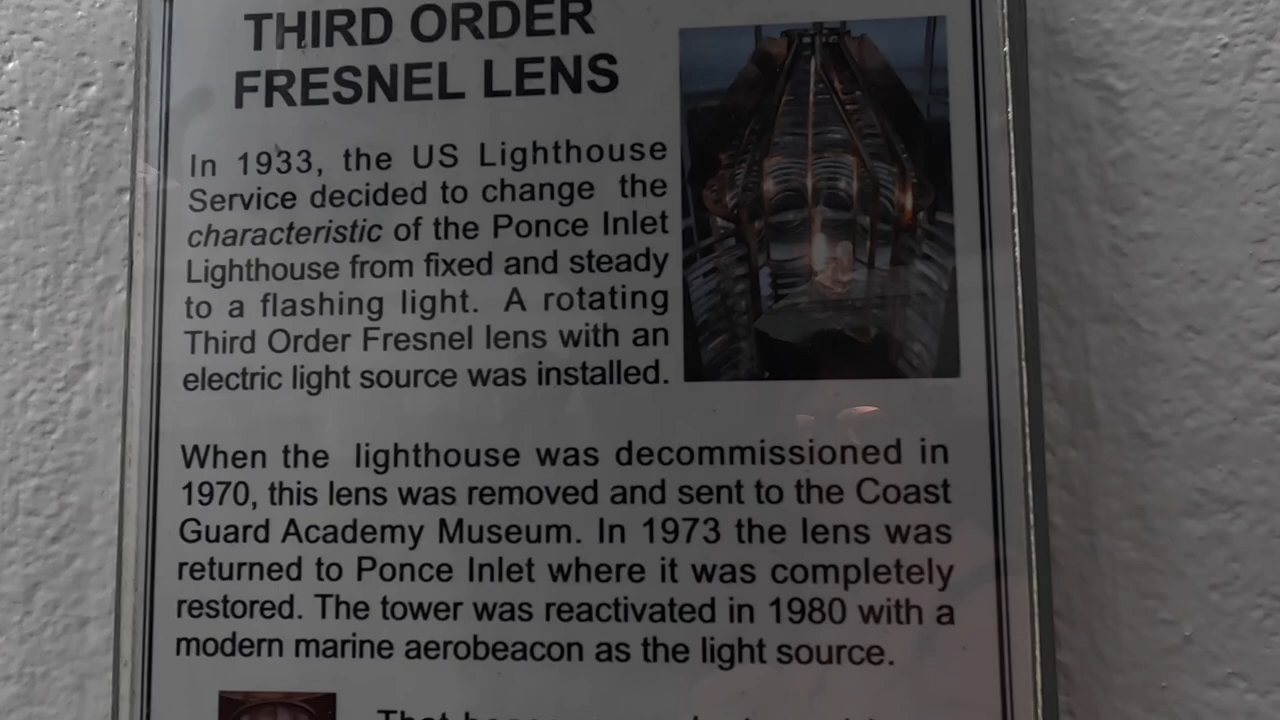 THIRD ORDER
FRESNEL LENS
In 1933, the US Lighthouse
Service decided to change the
characteristic of the Ponce Inlet
Lighthouse from fixed and steady
to a flashing light. A rotating
Third Order Fresnel lens with an
electric light source was installed.
When the lighthouse was decommissioned in
1970, this lens was removed and sent to the Coast
Guard Academy Museum. In 1973 the lens was
returned to Ponce Inlet where it was completely
restored. The tower was reactivated in 1980 with a
modern marine aerobeacon as the light source.
That